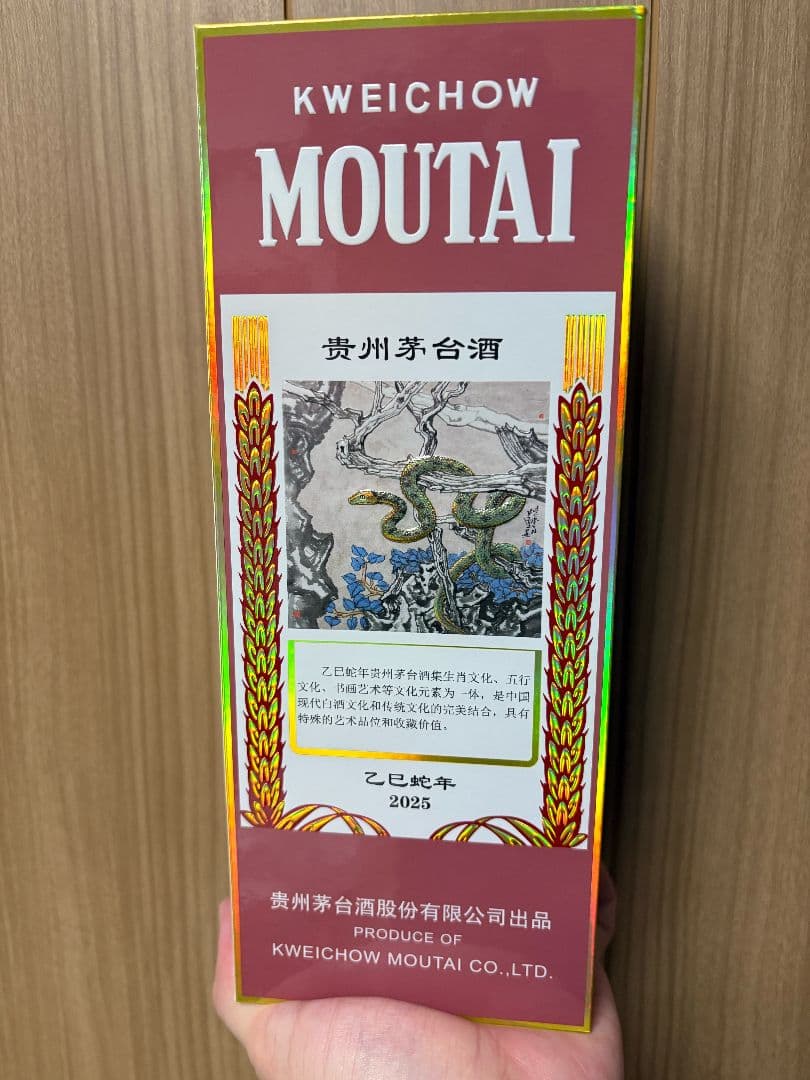 KWEICHOW
MOUTAI
贵州茅台酒
乙巳蛇年贵州茅台酒集生肖文化、五行
文化、书画艺术等文化元素为一体，是中国
现代白酒文化和传统文化的完美结合，具有
特殊的艺术品位和收藏价值。
乙巳蛇年
2025
贵州茅台酒股份有限公司出品
PRODUCE OF
KWEICHOW MOUTAI CO.,LTD.